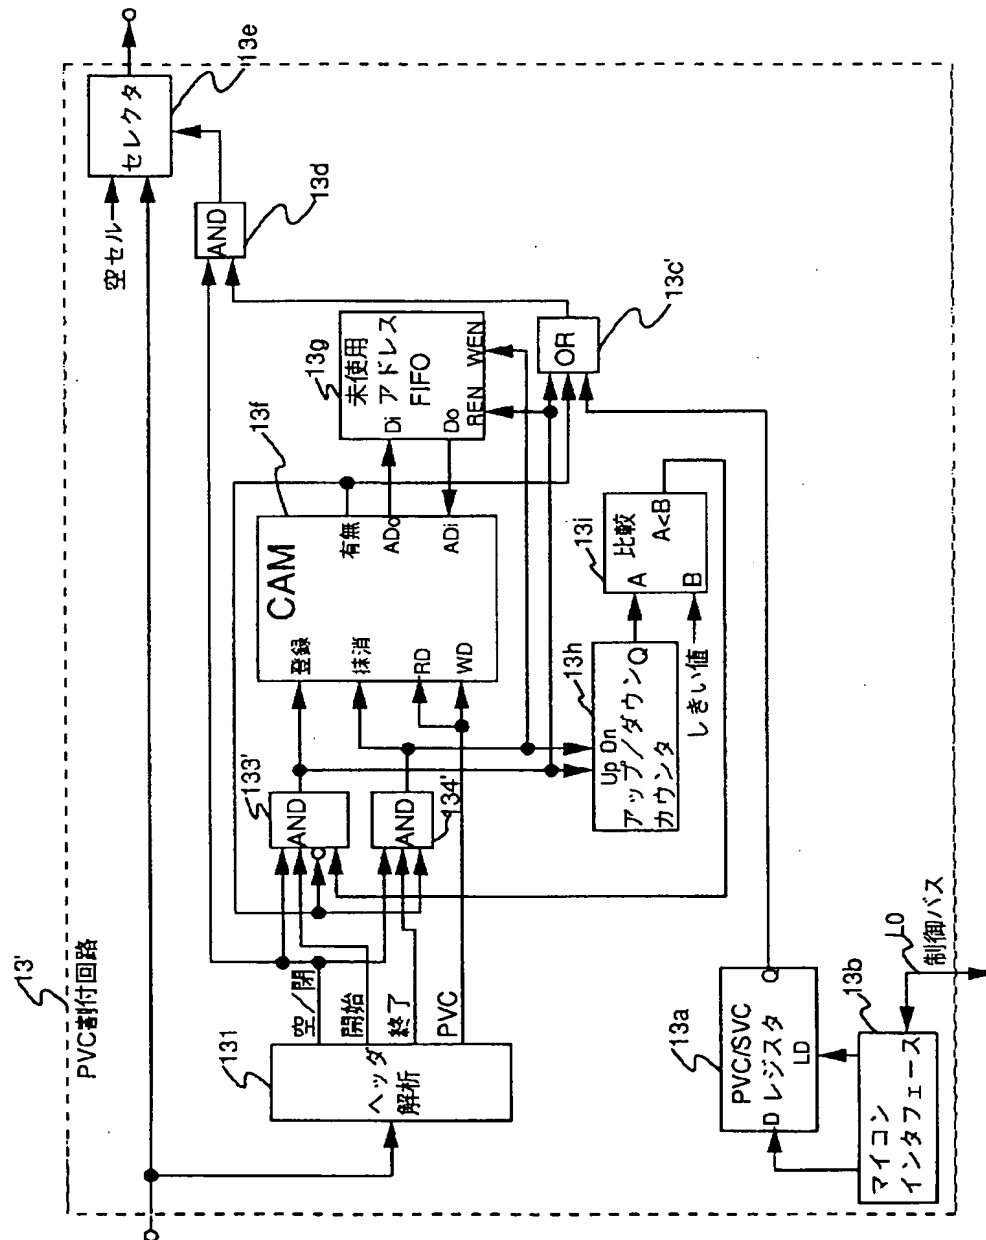 13'
PVC割付回路
空セル
セレクタ
13e
AND
13d
131
ヘッダ
解析
空/閉
開始
終了
PVC
133'
AND
134'
AND
13f
CAM
登録
抹消
RD
WD
有無
ADo
ADi
13g
未使用
アドレス
FIFO
Di
Do
REN
WEN
13h
Up
Dn
アップ/ダウン
カウンタ
Q
しきい値
13i
比較
A
B
A<B
OR
13c'
13a
PVC/SVC
レジスタ
D
LD
Q
13b
マイコン
インタフェース
L0
制御バス